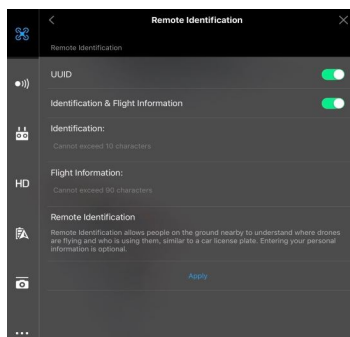 Remote Identification
Remote Identification
UUID
Identification & Flight Information
Identification:
Cannot exceed 10 characters
Flight Information:
Cannot exceed 90 characters
Remote Identification
Remote Identification allows people on the ground nearby to understand where drones
are flying and who is using them, similar to a car license plate. Entering your personal
information is optional.
Apply
HD